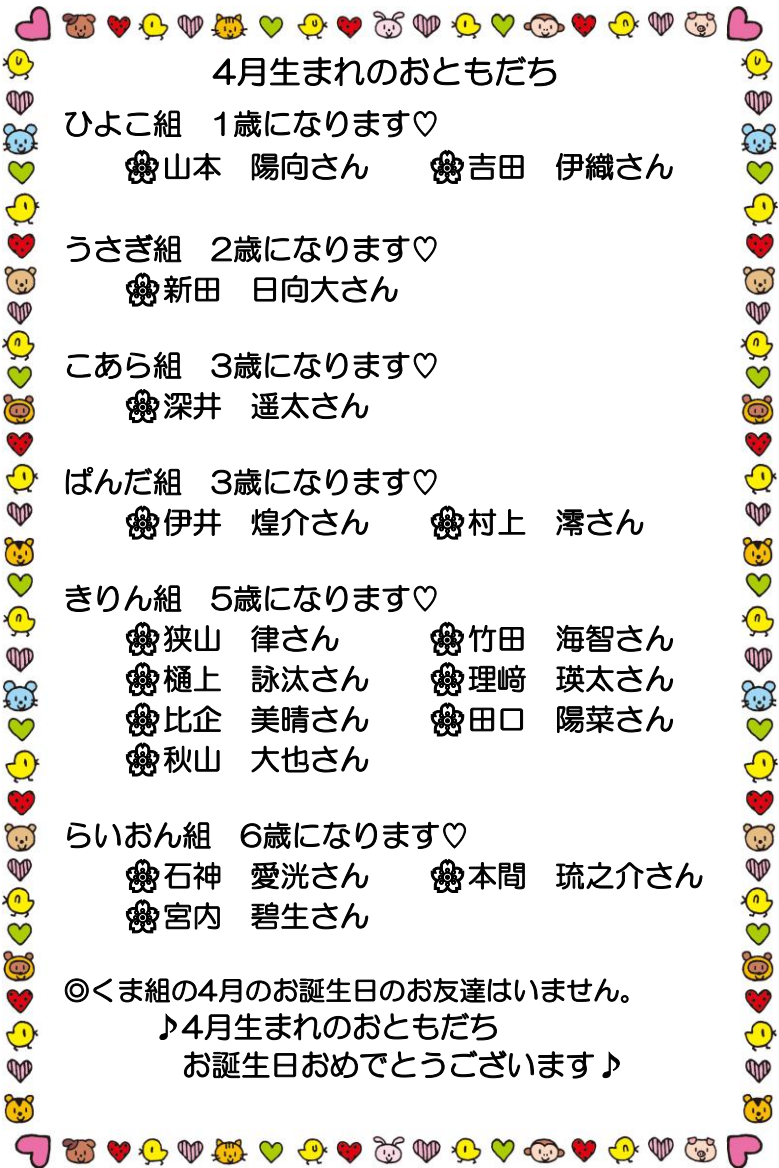 4月生まれのおともだち
ひよこ組　1歳になります♡
山本　陽向さん　　吉田　伊織さん
うさぎ組　2歳になります♡
新田　日向大さん
こあら組　3歳になります♡
深井　遥太さん
ぱんだ組　3歳になります♡
伊井　煌介さん　　村上　澪さん
きりん組　5歳になります♡
狭山　律さん　　竹田　海智さん
樋上　詠汰さん　　理﨑　瑛太さん
比企　美晴さん　　田口　陽菜さん
秋山　大也さん
らいおん組　6歳になります♡
石神　愛洸さん　　本間　琉之介さん
宮内　碧生さん
◎くま組の4月のお誕生日のお友達はいません。
♪4月生まれのおともだち
お誕生日おめでとうございます♪